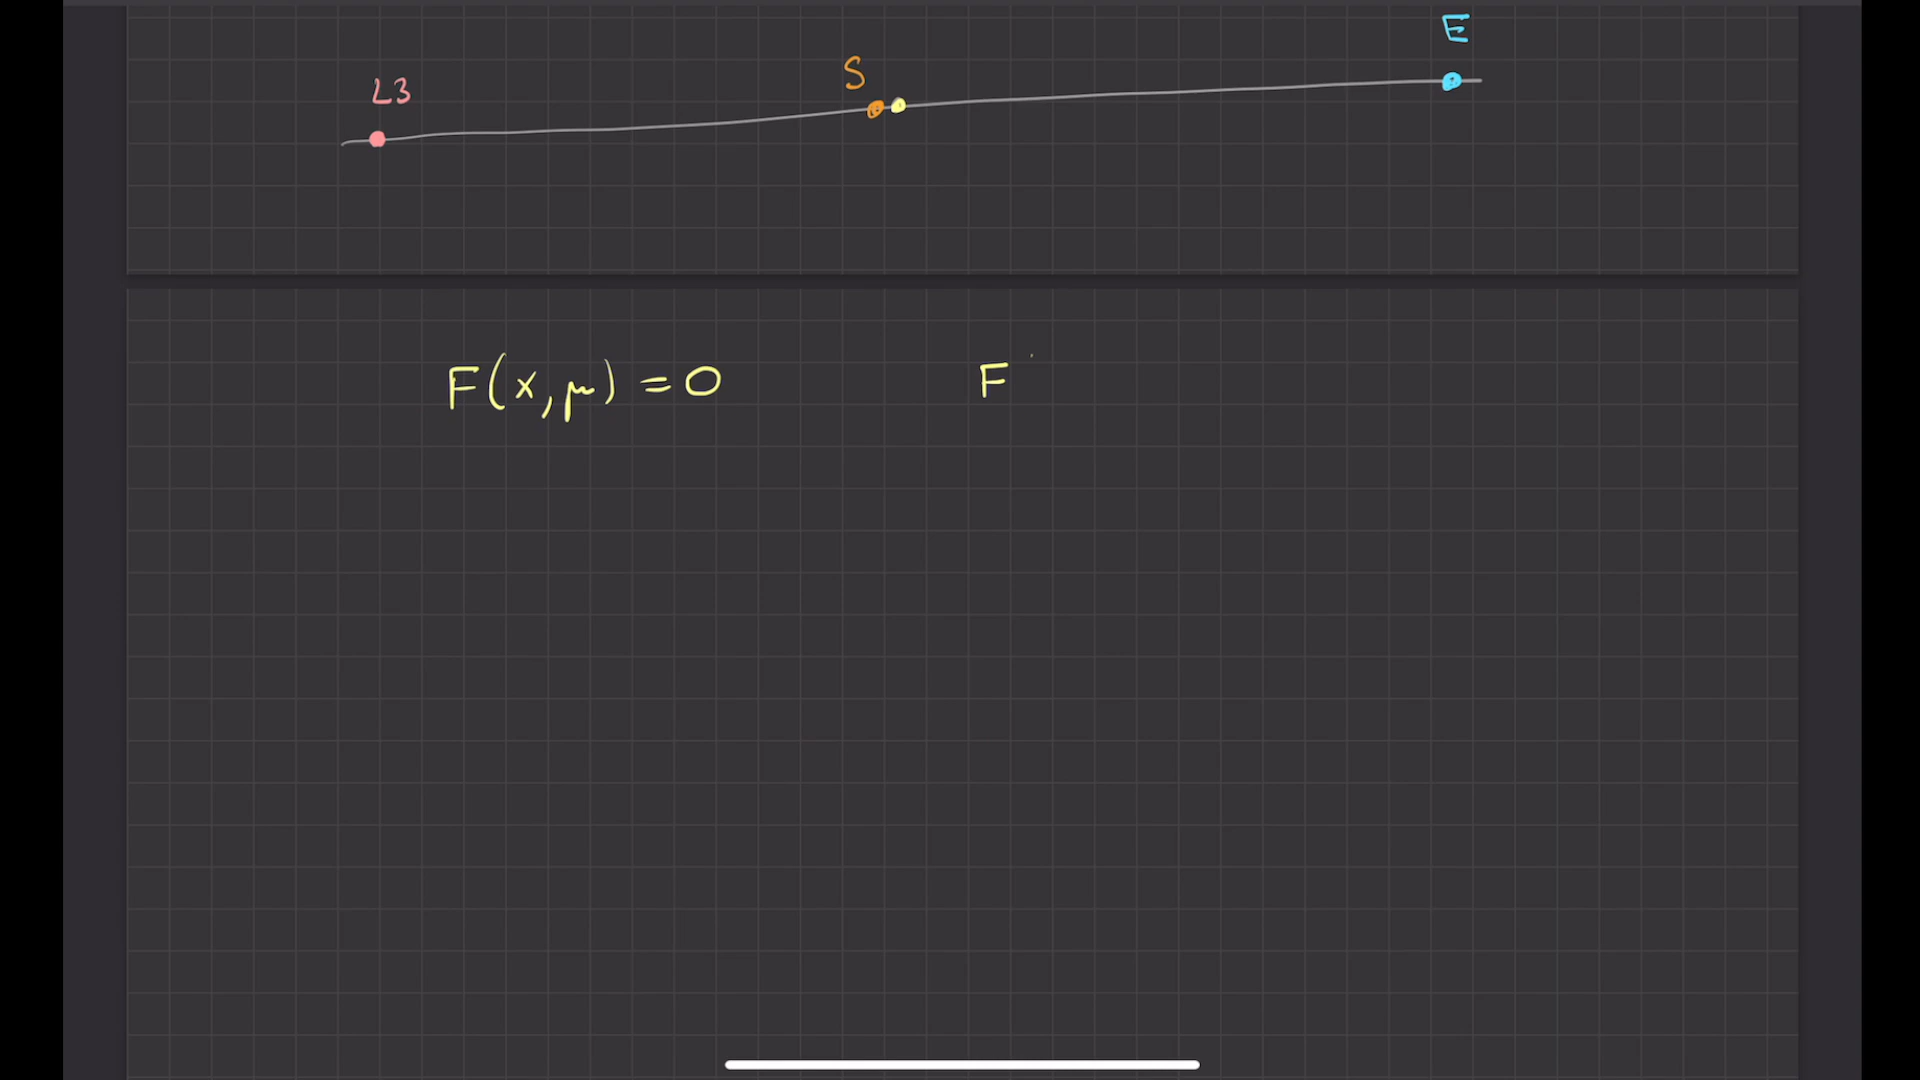 E
S
L3
F(x, μ) = 0 F